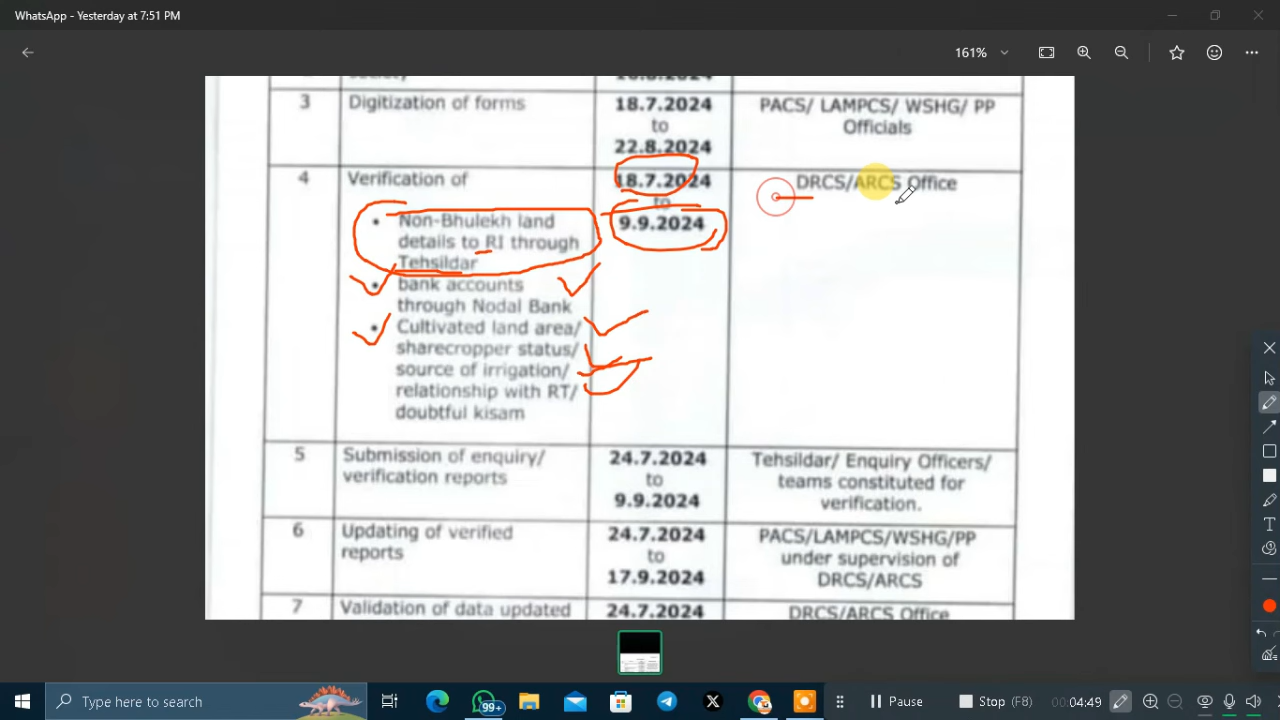 WhatsApp - Yesterday at 7:51 PM
161%
3
Digitization of forms
18.7.2024
to
22.8.2024
PACS/ LAMPCS/ WSHG/ PP
Officials
4
Verification of
• Non-Bhulekh land
details to RI through
Tehsildar
• bank accounts
through Nodal Bank
• Cultivated land area/
sharecropper status/
source of irrigation/
relationship with RT/
doubtful kisam
18.7.2024
to
9.9.2024
DRCS/ARCS Office
5
Submission of enquiry/
verification reports
24.7.2024
to
9.9.2024
Tehsildar/ Enquiry Officers/
teams constituted for
verification.
6
Updating of verified
reports
24.7.2024
to
17.9.2024
PACS/LAMPCS/WSHG/PP
under supervision of
DRCS/ARCS
7
Validation of data updated
24.7.2024
DRCS/ARCS Office
Type here to search
99+
Pause
Stop (F8)
00:04:49